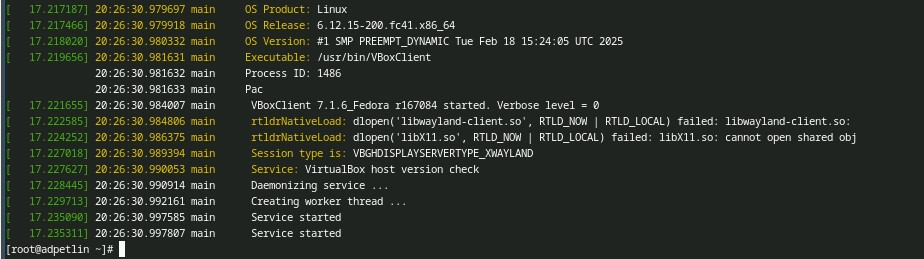 [   17.217187] 20:26:30.979697 main     OS Product: Linux
[   17.217466] 20:26:30.979918 main     OS Release: 6.12.15-200.fc41.x86_64
[   17.218020] 20:26:30.980332 main     OS Version: #1 SMP PREEMPT_DYNAMIC Tue Feb 18 15:24:05 UTC 2025
[   17.219656] 20:26:30.981631 main     Executable: /usr/bin/VBoxClient
               20:26:30.981632 main     Process ID: 1486
               20:26:30.981633 main     Pac
[   17.221655] 20:26:30.984007 main      VBoxClient 7.1.6_Fedora r167084 started. Verbose level = 0
[   17.222585] 20:26:30.984806 main      rtldrNativeLoad: dlopen('libwayland-client.so', RTLD_NOW | RTLD_LOCAL) failed: libwayland-client.so:
[   17.224252] 20:26:30.986375 main      rtldrNativeLoad: dlopen('libX11.so', RTLD_NOW | RTLD_LOCAL) failed: libX11.so: cannot open shared obj
[   17.227018] 20:26:30.989394 main      Session type is: VBGHDISPLAYSERVERTYPE_XWAYLAND
[   17.227627] 20:26:30.990053 main      Service: VirtualBox host version check
[   17.228445] 20:26:30.990914 main      Daemonizing service ...
[   17.229713] 20:26:30.992161 main      Creating worker thread ...
[   17.235090] 20:26:30.997585 main      Service started
[   17.235311] 20:26:30.997807 main      Service started
[root@adpetlin ~]#